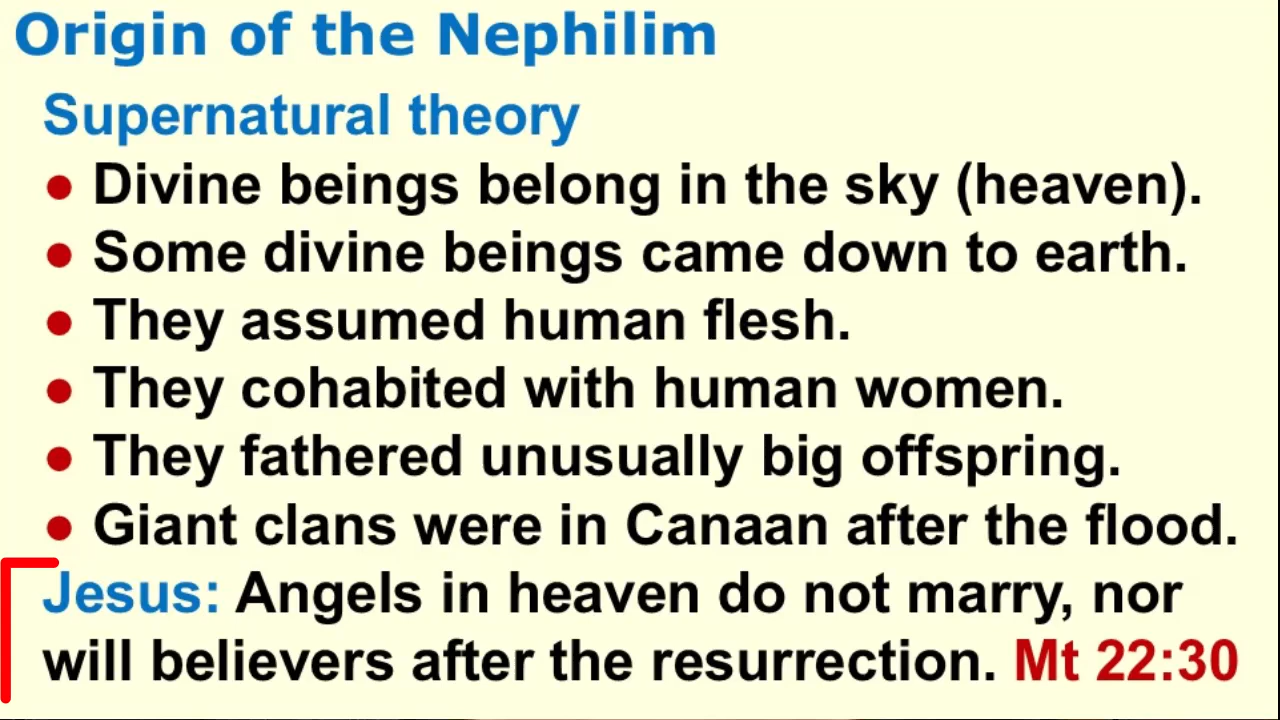 Origin of the Nephilim
Supernatural theory
● Divine beings belong in the sky (heaven).
● Some divine beings came down to earth.
● They assumed human flesh.
● They cohabited with human women.
● They fathered unusually big offspring.
● Giant clans were in Canaan after the flood.
Jesus: Angels in heaven do not marry, nor
will believers after the resurrection. Mt 22:30